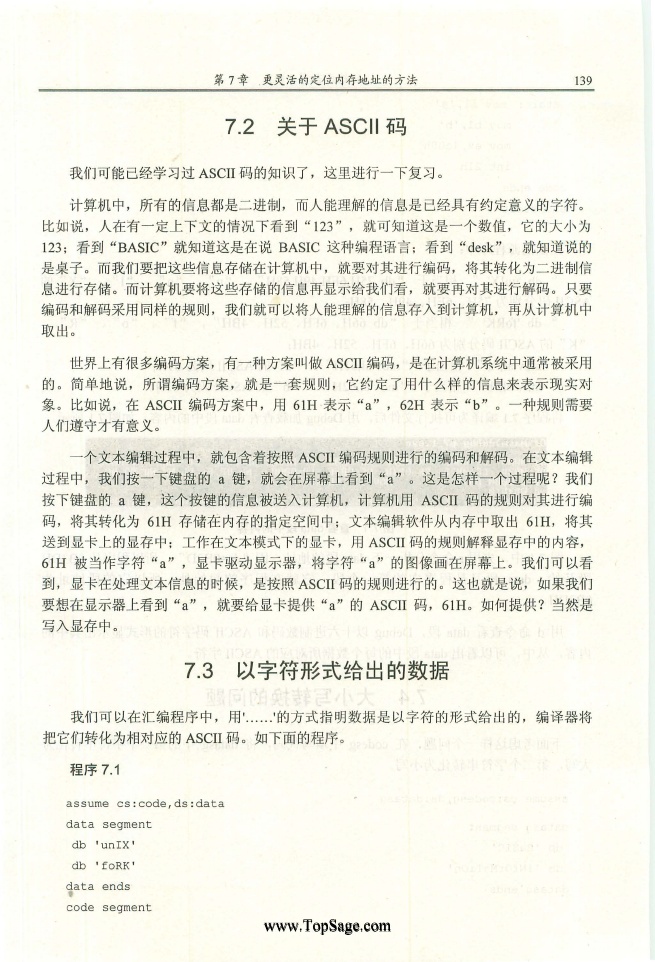 第 7 章 更灵活的定位内存地址的方法 139
7.2 关于 ASCII 码
我们可能已经学习过 ASCII 码的知识了，这里进行一下复习。
计算机中，所有的信息都是二进制，而人能理解的信息是已经具有约定意义的字符。
比如说，人在有一定上下文的情况下看到“123”，就可知道这是一个数值，它的大小为
123；看到“BASIC”就知道这是在说 BASIC 这种编程语言；看到“desk”，就知道说的
是桌子。而我们要把这些信息存储在计算机中，就要对其进行编码，将其转化为二进制信
息进行存储。而计算机要将这些存储的信息再显示给我们看，就要再对其进行解码。只要
编码和解码采用同样的规则，我们就可以将人能理解的信息存入到计算机，再从计算机中
取出。
世界上有很多编码方案，有一种方案叫做 ASCII 编码，是在计算机系统中通常被采用
的。简单地说，所谓编码方案，就是一套规则，它约定了用什么样的信息来表示现实对
象。比如说，在 ASCII 编码方案中，用 61H 表示“a”，62H 表示“b”。一种规则需要
人们遵守才有意义。
一个文本编辑过程中，就包含着按照 ASCII 编码规则进行的编码和解码。在文本编辑
过程中，我们按一下键盘的 a 键，就会在屏幕上看到“a”。这是怎样一个过程呢？我们
按下键盘的 a 键，这个按键的信息被送入计算机，计算机用 ASCII 码的规则对其进行编
码，将其转化为 61H 存储在内存的指定空间中；文本编辑软件从内存中取出 61H，将其
送到显卡上的显存中；工作在文本模式下的显卡，用 ASCII 码的规则解释显存中的内容，
61H 被当作字符“a”，显卡驱动显示器，将字符“a”的图像画在屏幕上。我们可以看
到，显卡在处理文本信息的时候，是按照 ASCII 码的规则进行的。这也就是说，如果我们
要想在显示器上看到“a”，就要给显卡提供“a”的 ASCII 码，61H。如何提供？当然是
写入显存中。
7.3 以字符形式给出的数据
我们可以在汇编程序中，用'……'的方式指明数据是以字符的形式给出的，编译器将
把它们转化为相对应的 ASCII 码。如下面的程序。
程序 7.1
assume cs:code,ds:data
data segment
db 'unIX'
db 'foRK'
data ends
code segment
www.TopSage.com